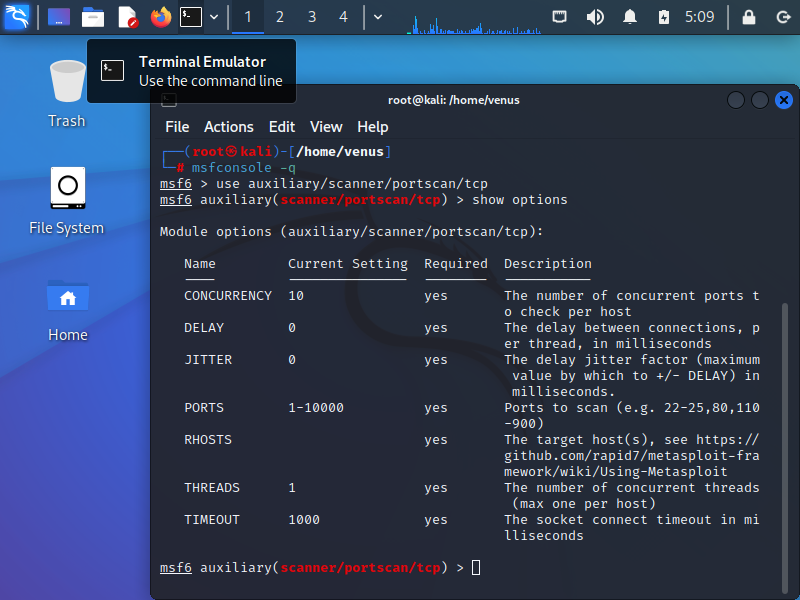 1 2 3 4 5:09
Terminal Emulator
Use the command line
Trash
File System
Home
root@kali: /home/venus
File Actions Edit View Help
┌──(root㉿kali)-[/home/venus]
└─# msfconsole -q
msf6 > use auxiliary/scanner/portscan/tcp
msf6 auxiliary(scanner/portscan/tcp) > show options
Module options (auxiliary/scanner/portscan/tcp):
Name Current Setting Required Description
CONCURRENCY 10 yes The number of concurrent ports t
o check per host
DELAY 0 yes The delay between connections, p
er thread, in milliseconds
JITTER 0 yes The delay jitter factor (maximum
value by which to +/- DELAY) in
milliseconds.
PORTS 1-10000 yes Ports to scan (e.g. 22-25,80,110
-900)
RHOSTS yes The target host(s), see https://
github.com/rapid7/metasploit-fra
mework/wiki/Using-Metasploit
THREADS 1 yes The number of concurrent threads
(max one per host)
TIMEOUT 1000 yes The socket connect timeout in mi
lliseconds
msf6 auxiliary(scanner/portscan/tcp) >